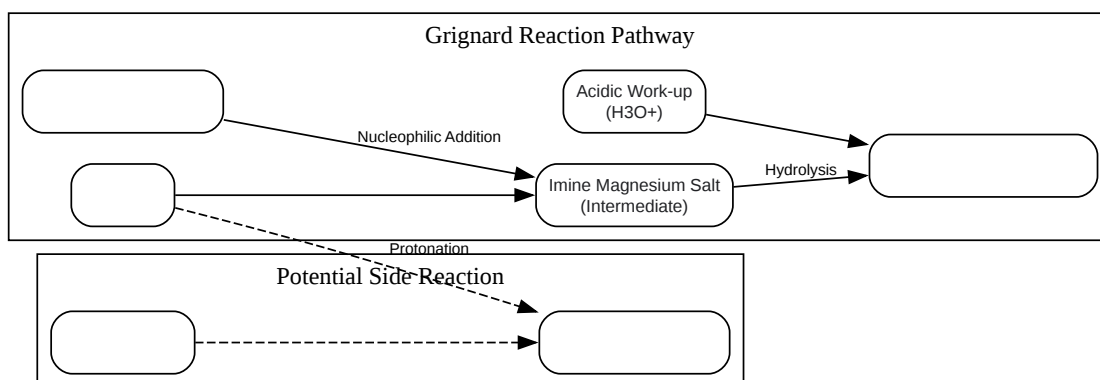 Grignard Reaction Pathway
Acidic Work-up
(H3O+)
Nucleophilic Addition
Imine Magnesium Salt
(Intermediate)
Hydrolysis
Protonation
Potential Side Reaction